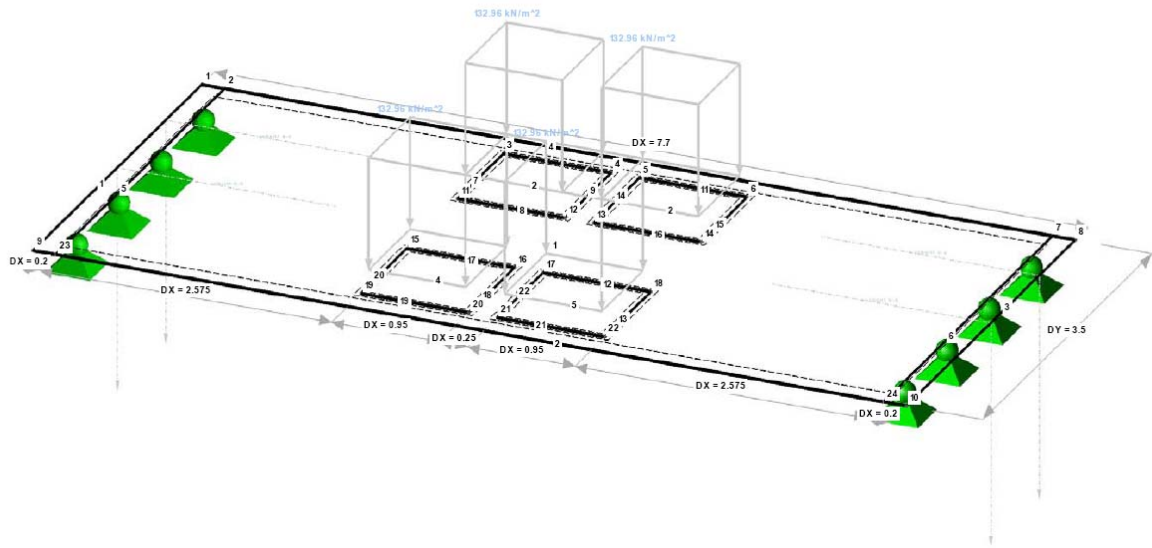 132.96 kN/m^2
132.96 kN/m^2
132.96 kN/m^2
132.96 kN/m^2
1 2
DX = 7.7
3 4 4 5 6
7 2 9 11
11 8 12 13 14 2 15
16 14
7 8
1
5
9 23
15 17 16
20 4 18
19 19 20
1
17 12 18
22 5 13
21 21 22
2
3
6
24 10
DX = 0.2
DX = 2.575
DX = 0.95
DX = 0.25
DX = 0.95
DX = 2.575
DX = 0.2
DY = 3.5